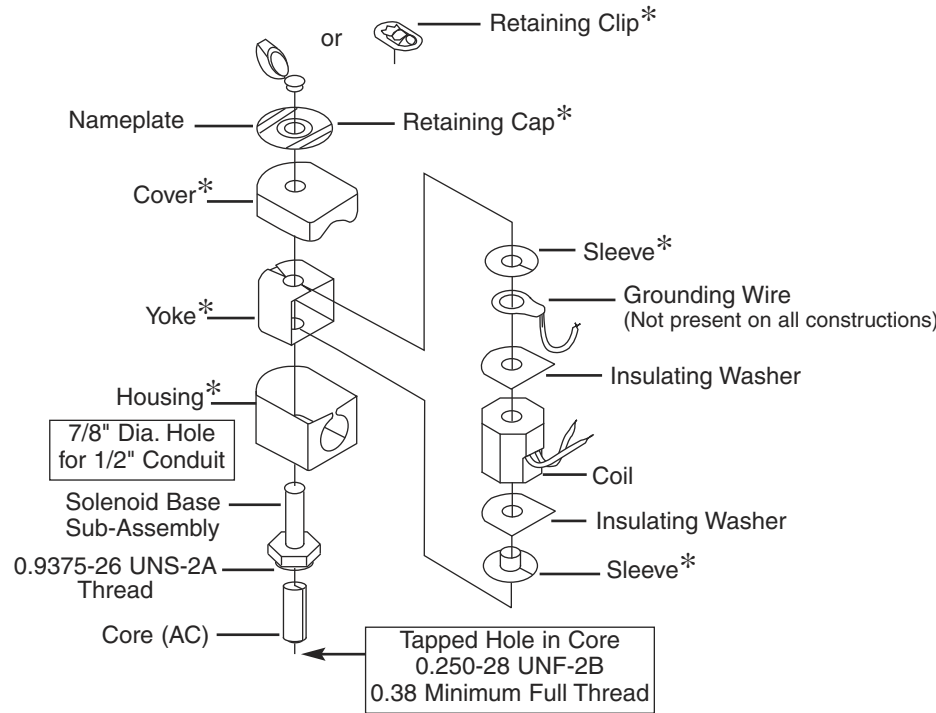 or
Retaining Clip*
Nameplate
Retaining Cap*
Cover*
Sleeve*
Grounding Wire
(Not present on all constructions)
Yoke*
Insulating Washer
Housing*
7/8" Dia. Hole
for 1/2" Conduit
Coil
Solenoid Base
Sub-Assembly
Insulating Washer
0.9375-26 UNS-2A
Thread
Sleeve*
Core (AC)
Tapped Hole in Core
0.250-28 UNF-2B
0.38 Minimum Full Thread